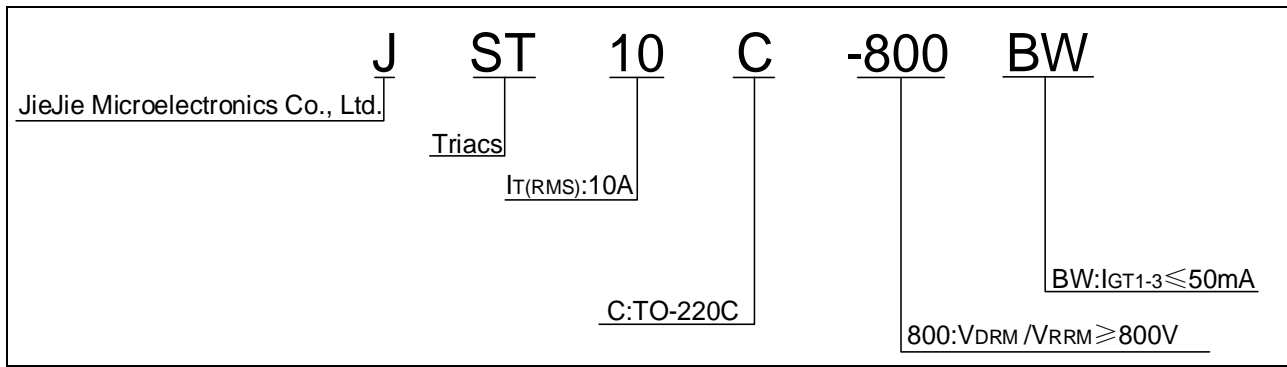 J ST 10 C -800 BW
JieJie Microelectronics Co., Ltd.
Triacs
IT(RMS):10A
BW:IGT1-3≤50mA
C:TO-220C
800:VDRM /VRRM≥800V